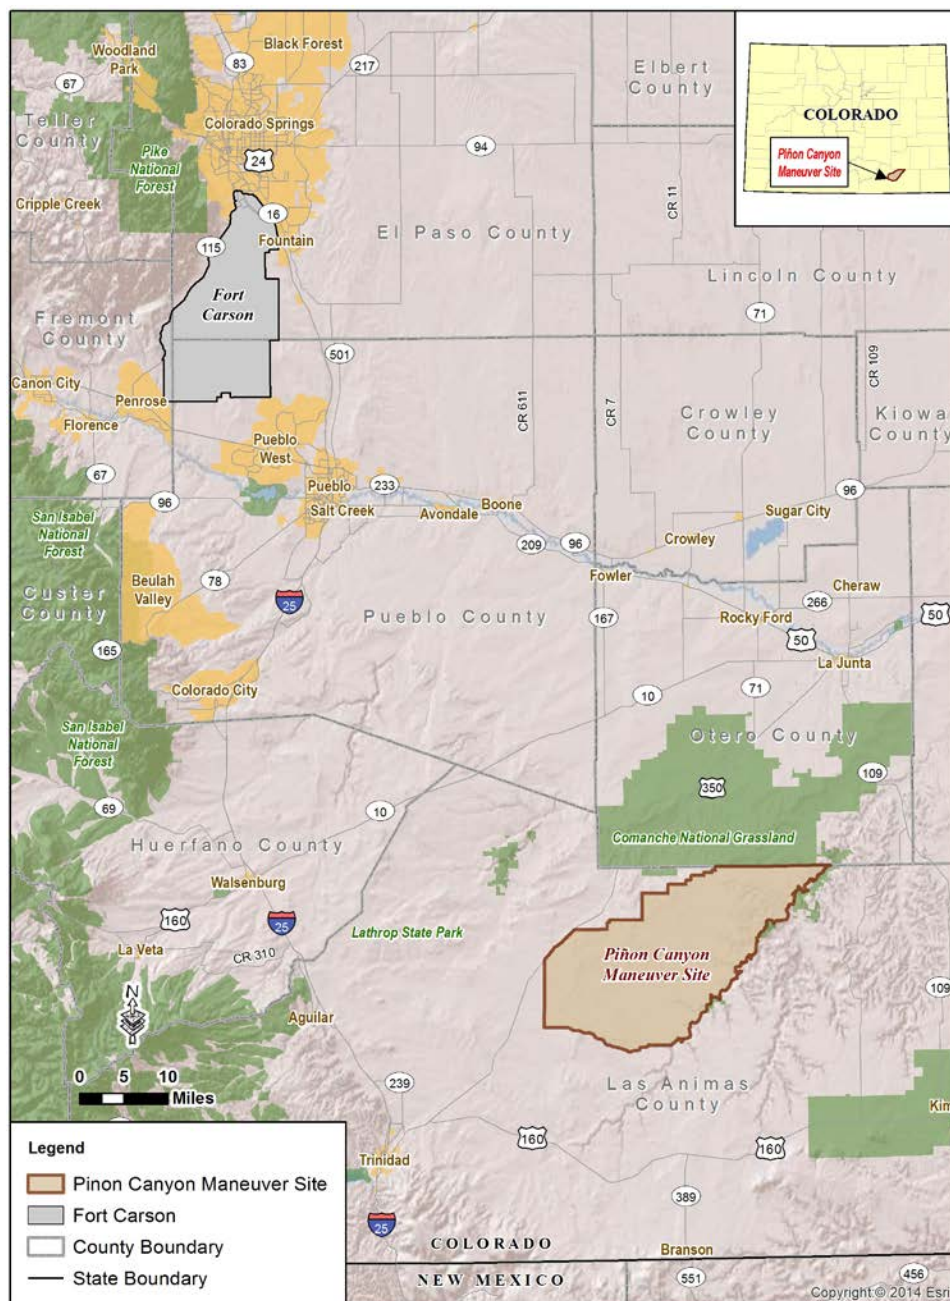 Woodland
Park
Black Forest
83
217
67
Elbert
County
COLORADO
Piñon Canyon
Maneuver Site
Teller
County
Colorado Springs
Pike
National
Forest
24
94
Cripple Creek
16
CR 11
115
Fountain
El Paso County
Lincoln County
Fort
Carson
Fremont
County
71
501
CR 109
Canon City
Penrose
Florence
CR 611
CR 7
Crowley
County
Kiowa
County
Pueblo
West
67
96
Pueblo
233
Salt Creek
Avondale
Boone
96
Sugar City
San Isabel
National
Forest
209
96
Crowley
Fowler
Custer
County
Beulah
Valley
78
25
Pueblo County
167
Cheraw
266
Rocky Ford
50
50
La Junta
165
Colorado City
10
71
San Isabel
National
Forest
Otero County
109
350
69
10
Comanche National Grassland
Huerfano County
Walsenburg
160
25
Lathrop State Park
La Veta
CR 310
Piñon Canyon
Maneuver Site
109
N
Aguilar
0 5 10
Miles
239
Las Animas
County
Kim
160
160
Trinidad
389
25
COLORADO
NEW MEXICO
Branson
551
456
Legend
Pinon Canyon Maneuver Site
Fort Carson
County Boundary
State Boundary
Copyright:© 2014 Esri